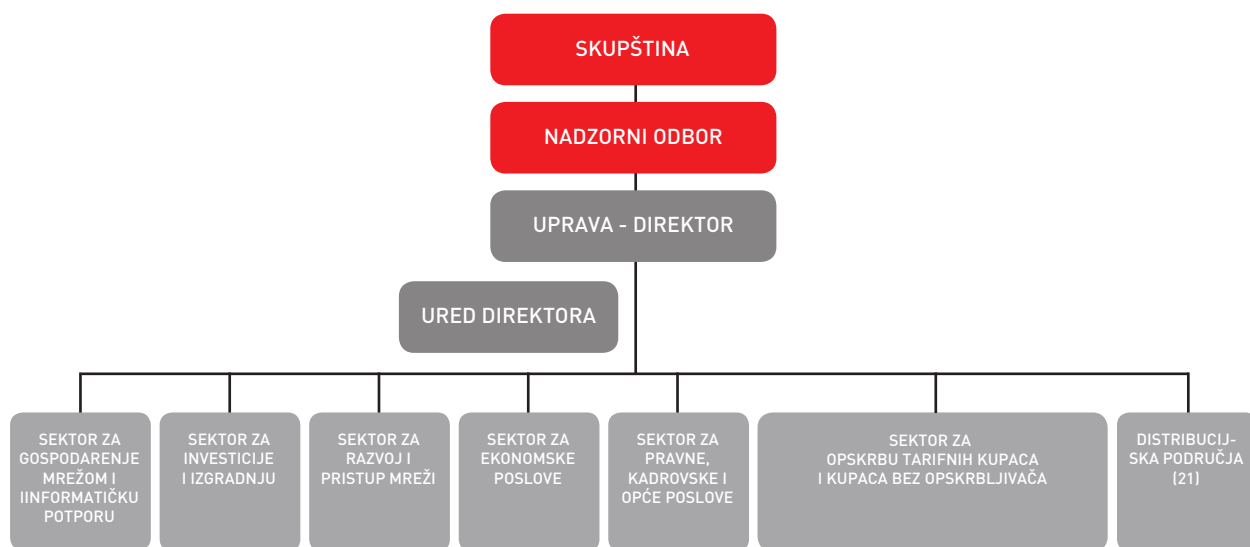 SKUPŠTINA
NADZORNI ODBOR
UPRAVA - DIREKTOR
URED DIREKTORA
SEKTOR ZA
GOSPODARENJE
MREŽOM I
IINFORMATIČKU
POTPORU
SEKTOR ZA
INVESTICIJE
I IZGRADNJU
SEKTOR ZA
RAZVOJ I
PRISTUP MREŽI
SEKTOR ZA
EKONOMSKE
POSLOVE
SEKTOR ZA
PRAVNE,
KADROVSKE I
OPĆE POSLOVE
SEKTOR ZA
OPSKRBU TARIFNIH KUPACA
I KUPACA BEZ OPSKRBLJIVAČA
DISTRIBUCIJ-
SKA PODRUČJA
(21)